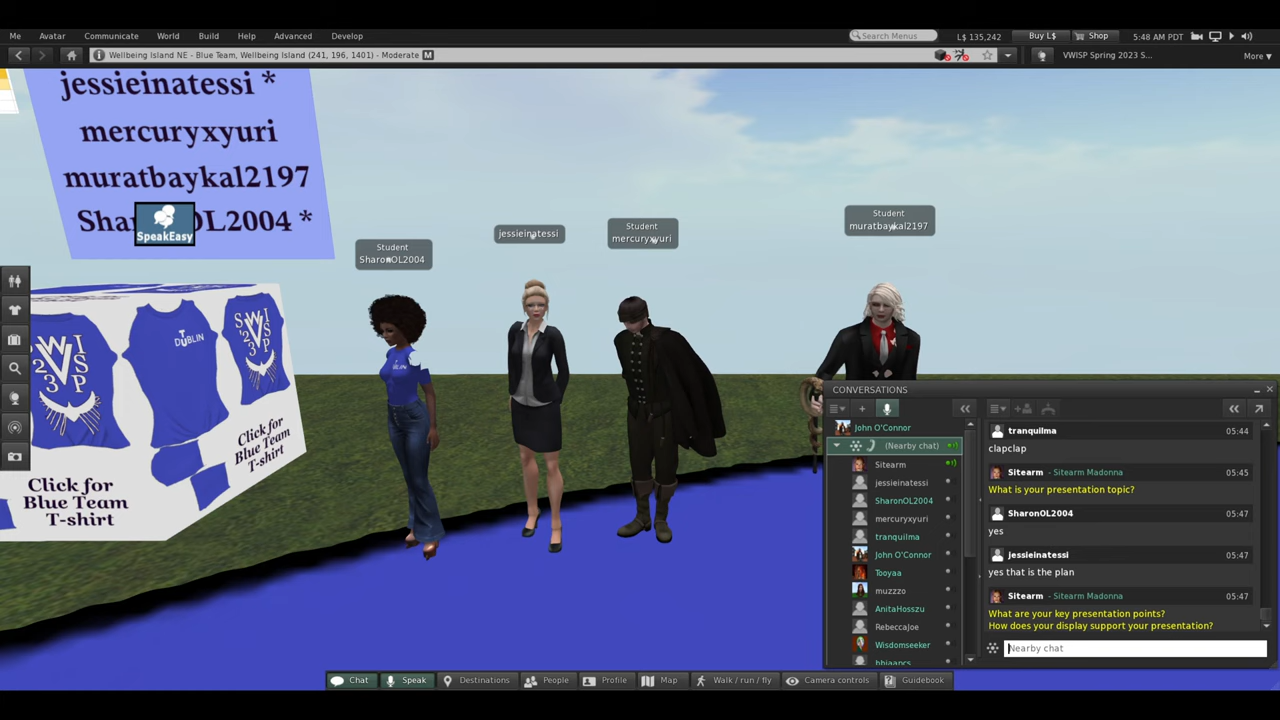 Me Avatar Communicate World Build Help Advanced Develop
Search Menus
L$ 135,242
Buy L$
Shop
5:48 AM PDT
Wellbeing Island NE - Blue Team, Wellbeing Island (241, 196, 1401) - Moderate
M
VWISP Spring 2023 S...
More ▾
jessieinatessi *
mercuryxyuri
muratbaykal2197
SharonOL2004 *
SpeakEasy
Student
SharonOL2004
jessieinatessi
Student
mercuryxyuri
Student
muratbaykal2197
DUBLIN
Click for
Blue Team
T-shirt
Click for
Blue Team
T-shirt
CONVERSATIONS
John O'Connor
(Nearby chat)
Sitearm
jessieinatessi
SharonOL2004
mercuryxyuri
tranquilma
John O'Connor
Tooyaa
muzzzo
AnitaHosszu
RebeccaJoe
Wisdomseeker
tranquilma 05:44
clapclap
Sitearm - Sitearm Madonna 05:45
What is your presentation topic?
SharonOL2004 05:47
yes
jessieinatessi 05:47
yes that is the plan
Sitearm - Sitearm Madonna 05:47
What are your key presentation points?
How does your display support your presentation?
Nearby chat
Chat Speak Destinations People Profile Map Walk / run / fly Camera controls Guidebook